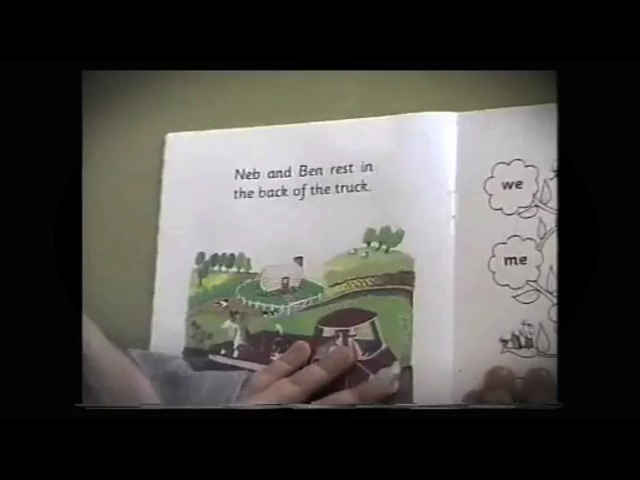 Neb and Ben rest in
the back of the truck.
we
me